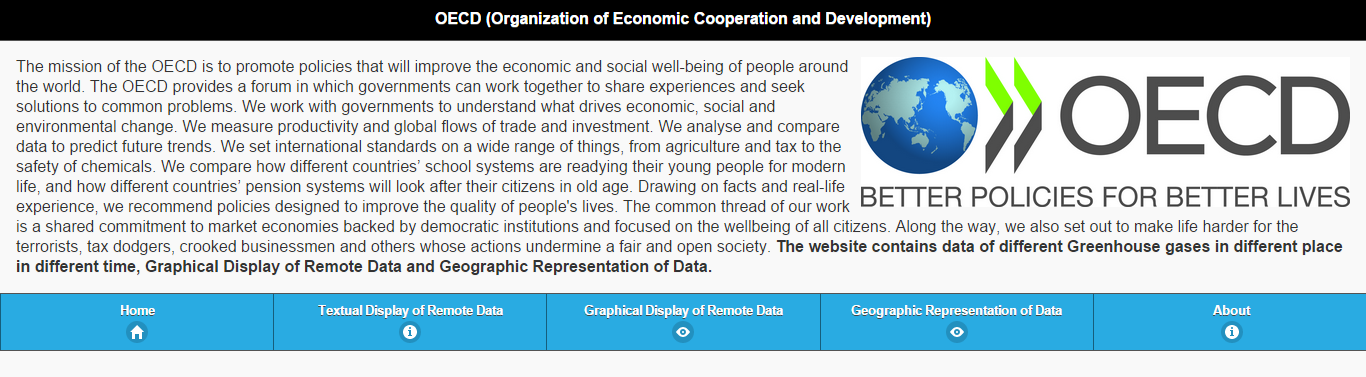 OECD (Organization of Economic Cooperation and Development)
The mission of the OECD is to promote policies that will improve the economic and social well-being of people around
the world. The OECD provides a forum in which governments can work together to share experiences and seek
solutions to common problems. We work with governments to understand what drives economic, social and
environmental change. We measure productivity and global flows of trade and investment. We analyse and compare
data to predict future trends. We set international standards on a wide range of things, from agriculture and tax to the
safety of chemicals. We compare how different countries’ school systems are readying their young people for modern
life, and how different countries’ pension systems will look after their citizens in old age. Drawing on facts and real-life
experience, we recommend policies designed to improve the quality of people's lives. The common thread of our work
is a shared commitment to market economies backed by democratic institutions and focused on the wellbeing of all citizens. Along the way, we also set out to make life harder for the
terrorists, tax dodgers, crooked businessmen and others whose actions undermine a fair and open society. The website contains data of different Greenhouse gases in different place
in different time, Graphical Display of Remote Data and Geographic Representation of Data.
OECD
BETTER POLICIES FOR BETTER LIVES
Home
Textual Display of Remote Data
Graphical Display of Remote Data
Geographic Representation of Data
About